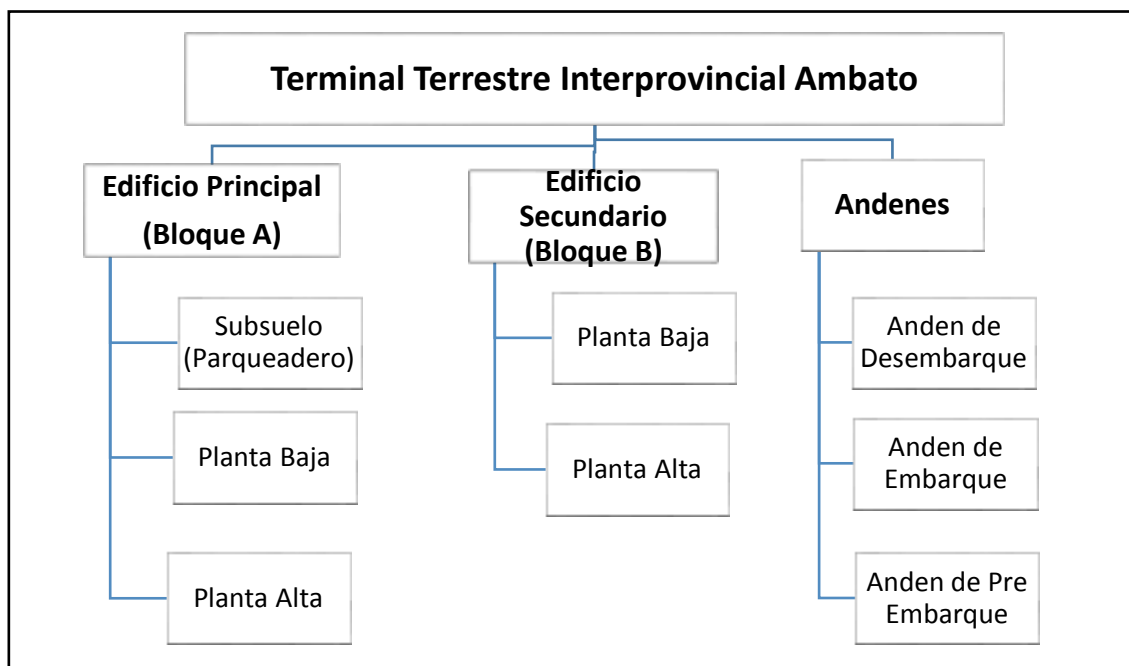 Terminal Terrestre Interprovincial Ambato
Edificio Principal
(Bloque A)
Subsuelo
(Parqueadero)
Planta Baja
Planta Alta
Edificio
Secundario
(Bloque B)
Planta Baja
Planta Alta
Andenes
Anden de
Desembarque
Anden de
Embarque
Anden de Pre
Embarque